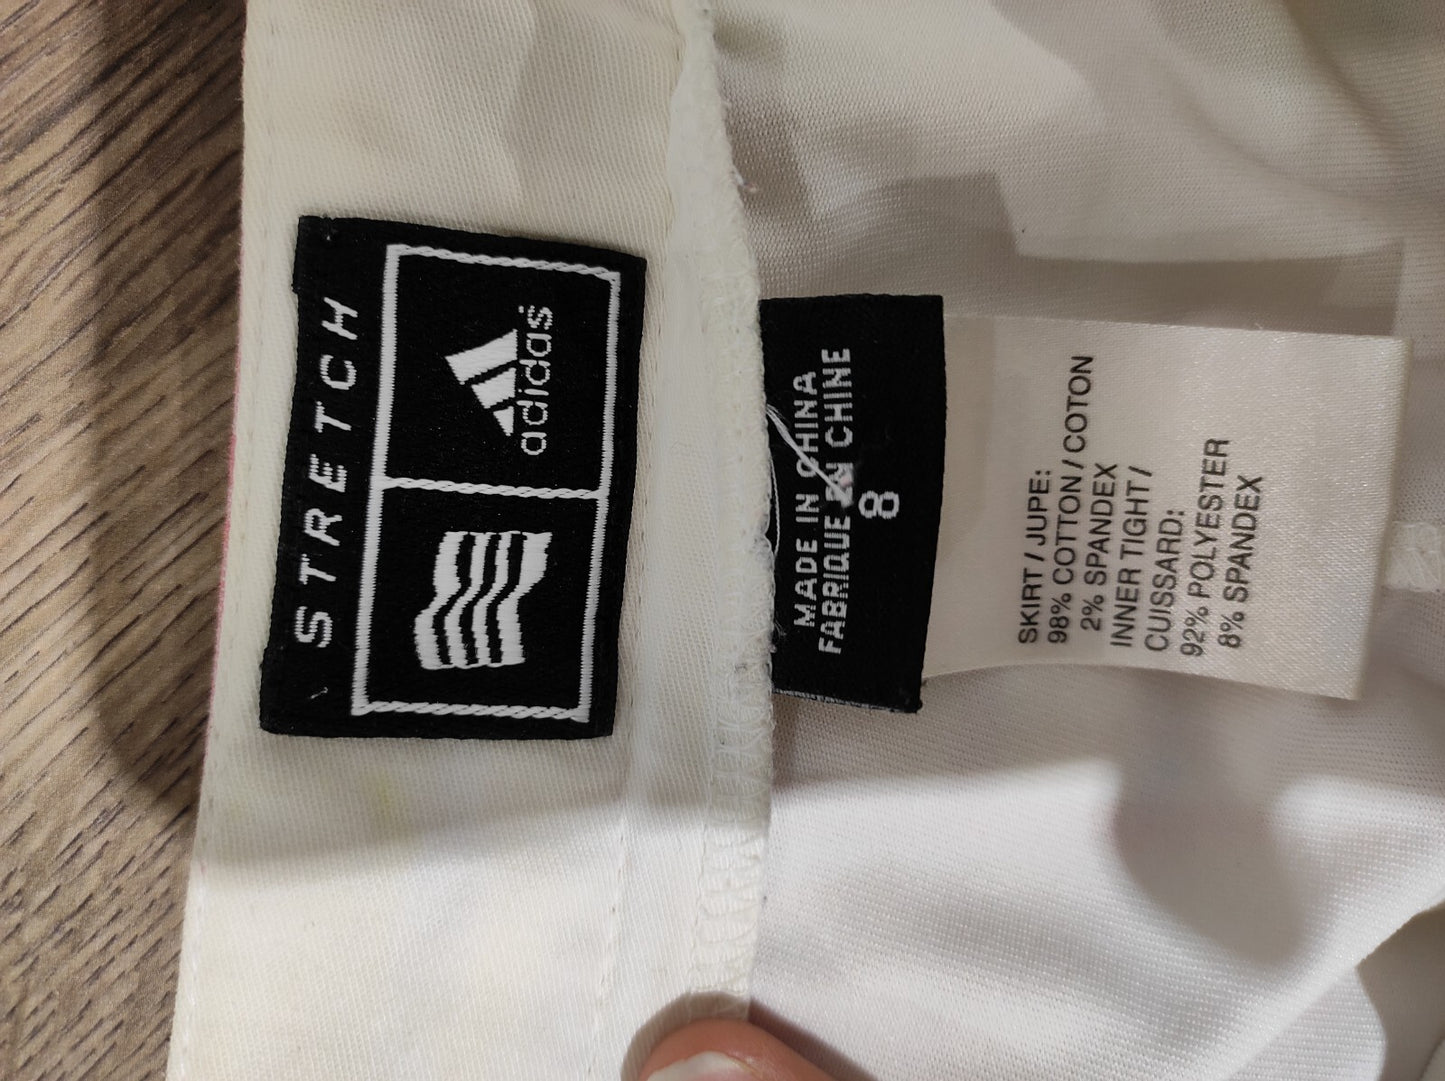 STRETCH
adidas
MADE IN CHINA
FABRIQUE EN CHINE
8
SKIRT / JUPE:
98% COTTON / COTON
2% SPANDEX
INNER TIGHT /
CUISSARD:
92% POLYESTER
8% SPANDEX